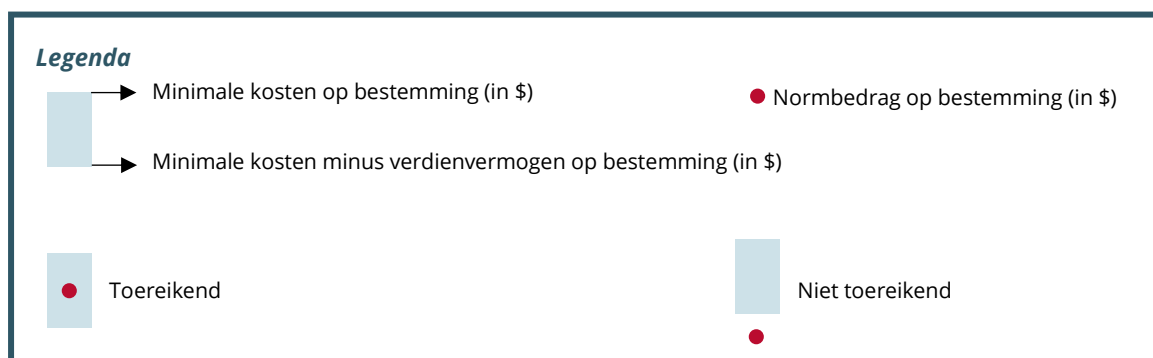 Legenda
Minimale kosten op bestemming (in $)
Normbedrag op bestemming (in $)
Minimale kosten minus verdienvermogen op bestemming (in $)
Toereikend
Niet toereikend